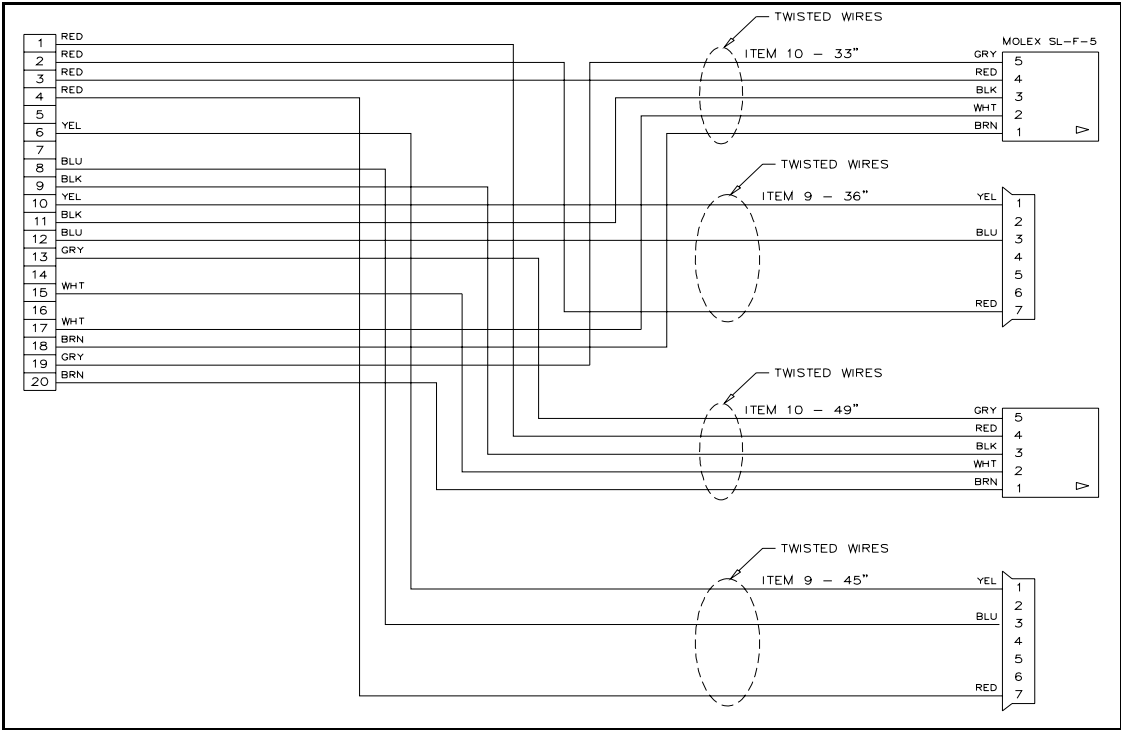 1 RED
2 RED
3 RED
4 RED
5
6 YEL
7
8 BLU
9 BLK
10 YEL
11 BLK
12 BLU
13 GRY
14
15 WHT
16
17 WHT
18 BRN
19 GRY
20 BRN
TWISTED WIRES
ITEM 10 – 33"
MOLEX SL-F-5
GRY 5
RED 4
BLK 3
WHT 2
BRN 1
TWISTED WIRES
ITEM 9 – 36"
YEL 1
2
BLU 3
4
5
6
RED 7
TWISTED WIRES
ITEM 10 – 49"
GRY 5
RED 4
BLK 3
WHT 2
BRN 1
TWISTED WIRES
ITEM 9 – 45"
YEL 1
2
BLU 3
4
5
6
RED 7